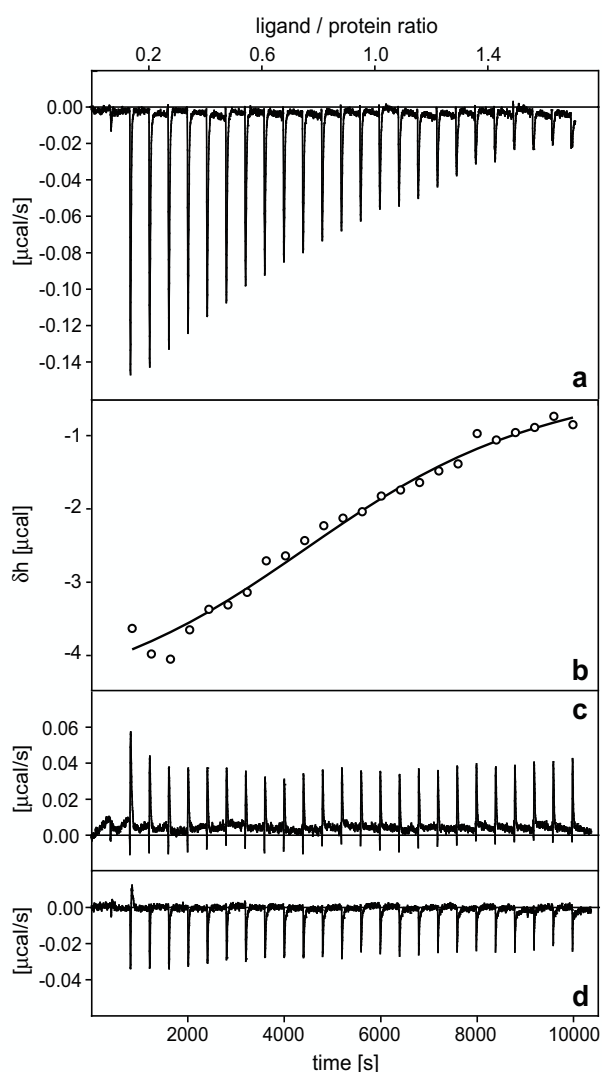 ligand / protein ratio
0.2 0.6 1.0 1.4
0.00
-0.02
-0.04
-0.06
-0.08
-0.10
-0.12
-0.14
[µcal/s]
a
-1
-2
-3
-4
δh [µcal]
b
c
0.06
0.04
0.02
0.00
[µcal/s]
0.00
-0.02
-0.04
[µcal/s]
d
2000 4000 6000 8000 10000
time [s]